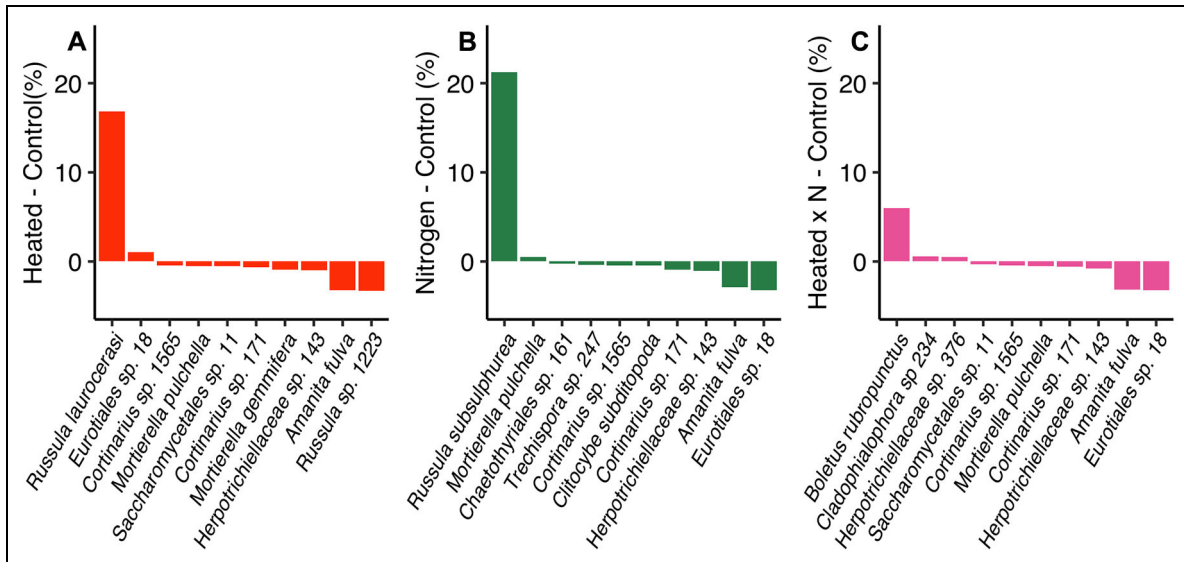 A
Heated - Control(%)
20
10
0
Russula laurocerasi
Eurotiales sp. 18
Cortinarius sp. 1565
Mortierella pulchella
Saccharomycetales sp. 11
Cortinarius sp. 171
Mortierella gemmifera
Herpotrichiellaceae sp. 143
Amanita fulva
Russula sp. 1223
B
Nitrogen - Control (%)
20
10
0
Russula subsulphurea
Mortierella pulchella
Chaetothyriales sp. 161
Trechispora sp. 247
Cortinarius sp. 1565
Clitocybe subditopoda
Cortinarius sp. 171
Herpotrichiellaceae sp. 143
Amanita fulva
Eurotiales sp. 18
C
Heated x N - Control (%)
20
10
0
Boletus rubropunctus
Cladophialophora sp 234
Herpotrichiellaceae sp. 376
Saccharomycetales sp. 11
Cortinarius sp. 1565
Mortierella pulchella
Cortinarius sp. 171
Herpotrichiellaceae sp. 143
Amanita fulva
Eurotiales sp. 18